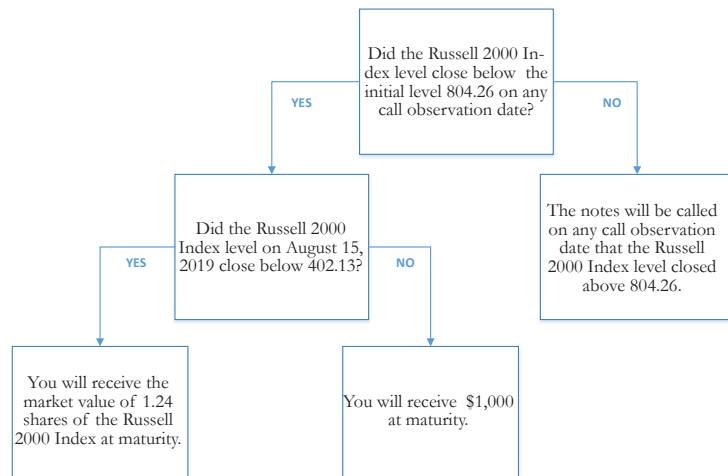 Did the Russell 2000 In-
dex level close below the
initial level 804.26 on any
call observation date?
YES
NO
Did the Russell 2000
Index level on August 15,
2019 close below 402.13?
The notes will be called
on any call observation
date that the Russell
2000 Index level closed
above 804.26.
YES
NO
You will receive the
market value of 1.24
shares of the Russell
2000 Index at maturity.
You will receive $1,000
at maturity.